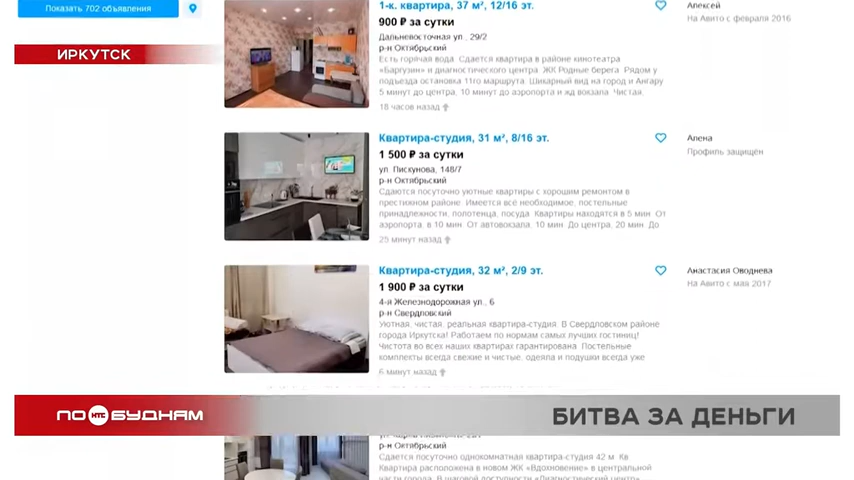 Показать 702 объявления
ИРКУТСК
1-к. квартира, 37 м², 12/16 эт.
900 ₽ за сутки
Дальневосточная ул., 29/2
р-н Октябрьский
Есть горячая вода. Сдается квартира в районе кинотеатра
«Баргузин» и диагностического центра. ЖК Родные берега. Рядом у
подъезда остановка 11го маршрута. Шикарный вид на город и Ангару
5 минут до центра, 10 минут до аэропорта и жд вокзала. Чистая,
18 часов назад
Алексей
На Авито с февраля 2016
Квартира-студия, 31 м², 8/16 эт.
1 500 ₽ за сутки
ул. Пискунова, 148/7
р-н Октябрьский
Сдаются посуточно уютные квартиры с хорошим ремонтом в
престижном районе. Имеется всё необходимое, постельные
принадлежности, полотенца, посуда. Квартиры находятся в 5 мин. От
аэропорта, в 10 мин. От автовокзала, 10 мин. До центра, 20 мин. До
25 минут назад
Алена
Профиль защищён
Квартира-студия, 32 м², 2/9 эт.
1 900 ₽ за сутки
4-я Железнодорожная ул., 6
р-н Свердловский
Уютная, чистая, реальная квартира-студия. В Свердловском районе
города Иркутска! Работаем по нормам самых лучших гостиниц!
Чистота во всех наших квартирах гарантирована. Постельные
комплекты всегда свежие и чистые, одеяла и подушки всегда уже
6 минут назад
Анастасия Оводнева
На Авито с мая 2017
ПО НТС БУДНЯМ
БИТВА ЗА ДЕНЬГИ
р-н Октябрьский
Сдается посуточно однокомнатная квартира-студия 42 м. Кв
Квартира расположена в новом ЖК «Вдохновение» в центральной
части города. В шаговой доступности «Диагностический центр»,